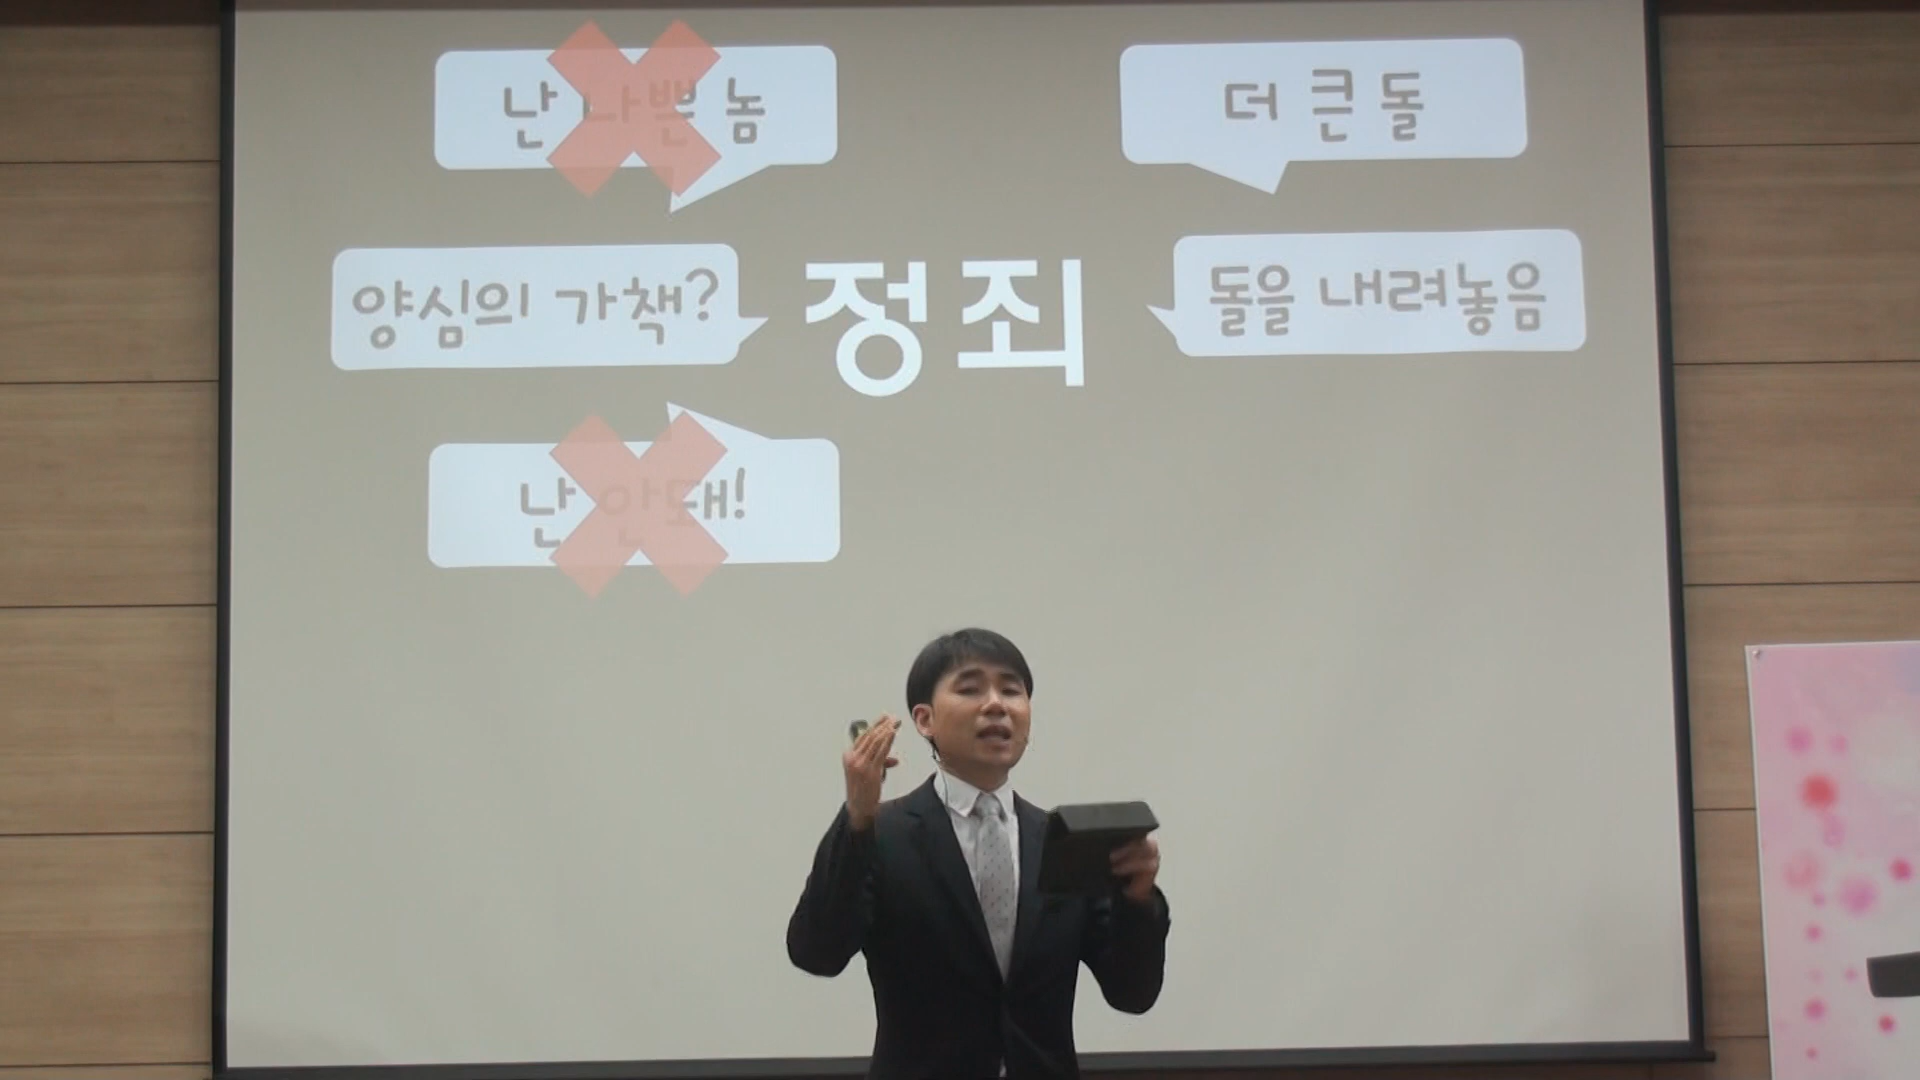 난 나쁜 놈
더 큰 돌
양심의 가책?
정죄
돌을 내려놓음
난 안돼!